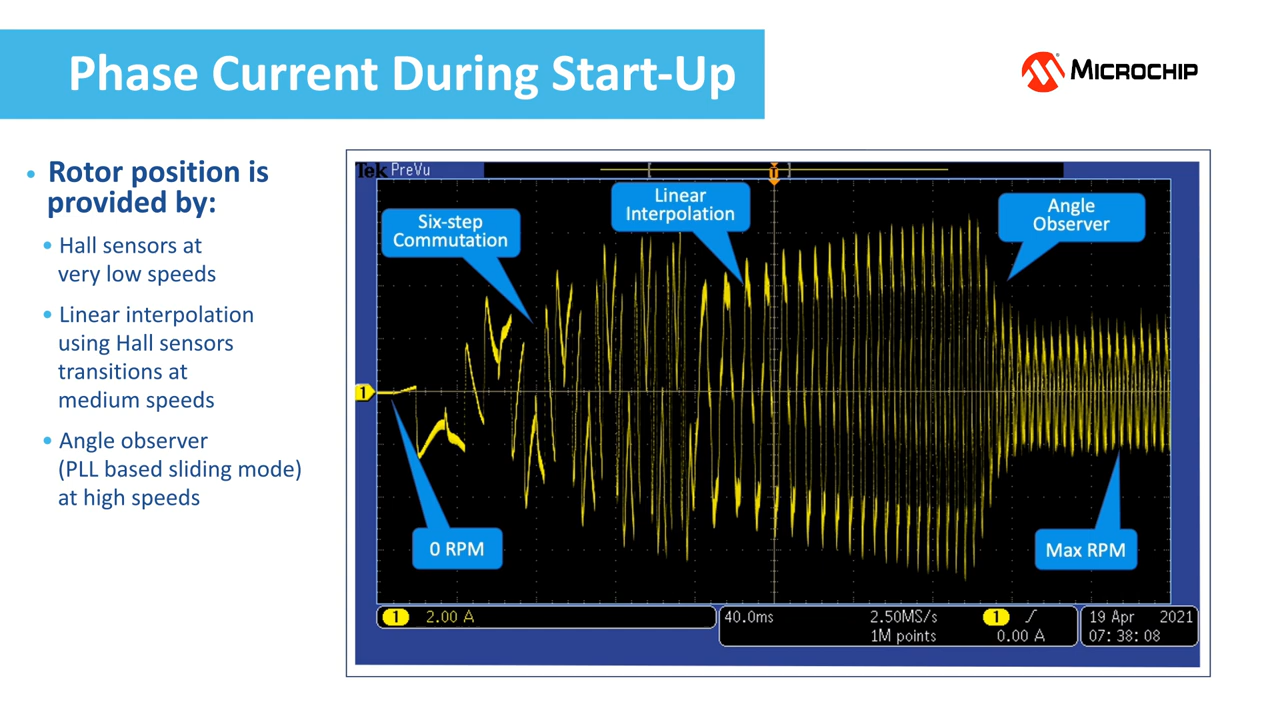 Phase Current During Start-Up
MICROCHIP
• Rotor position is
provided by:
• Hall sensors at
very low speeds
• Linear interpolation
using Hall sensors
transitions at
medium speeds
• Angle observer
(PLL based sliding mode)
at high speeds
Tek PreVu
T
Six-step
Commutation
Linear
Interpolation
Angle
Observer
1
0 RPM
Max RPM
1 2.00 A
40.0ms 2.50MS/s 1 ∫
1M points 0.00 A
19 Apr 2021
07:38:08